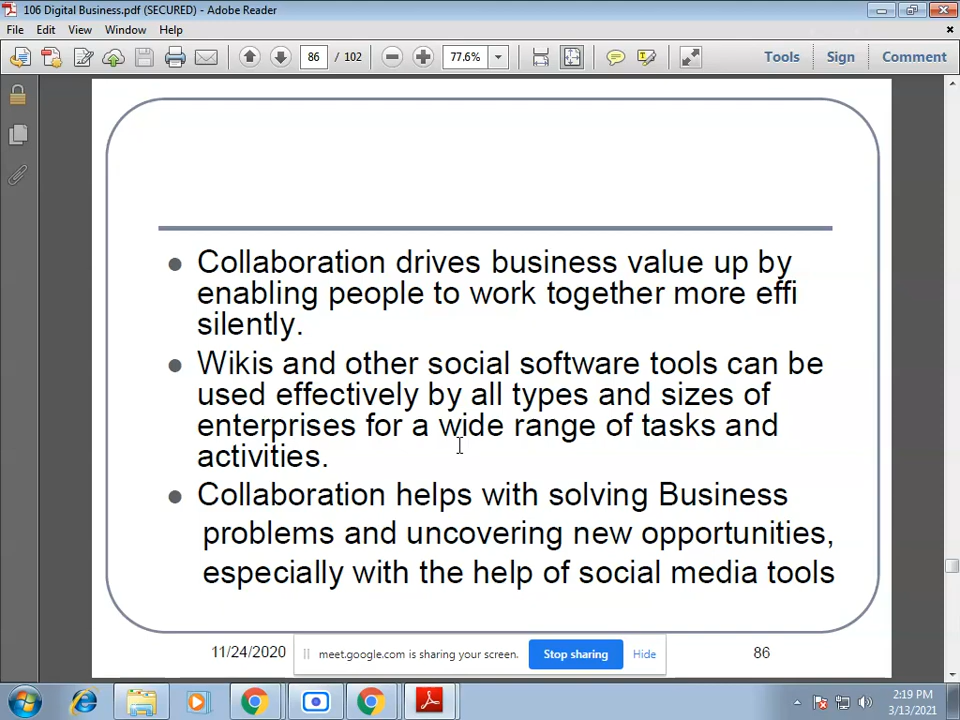 106 Digital Business.pdf (SECURED) - Adobe Reader
File Edit View Window Help
86 / 102 77.6% Tools Sign Comment
Collaboration drives business value up by
enabling people to work together more effi
silently.
Wikis and other social software tools can be
used effectively by all types and sizes of
enterprises for a wide range of tasks and
activities.
Collaboration helps with solving Business
problems and uncovering new opportunities,
especially with the help of social media tools
11/24/2020 86
meet.google.com is sharing your screen. Stop sharing Hide
2:19 PM
3/13/2021